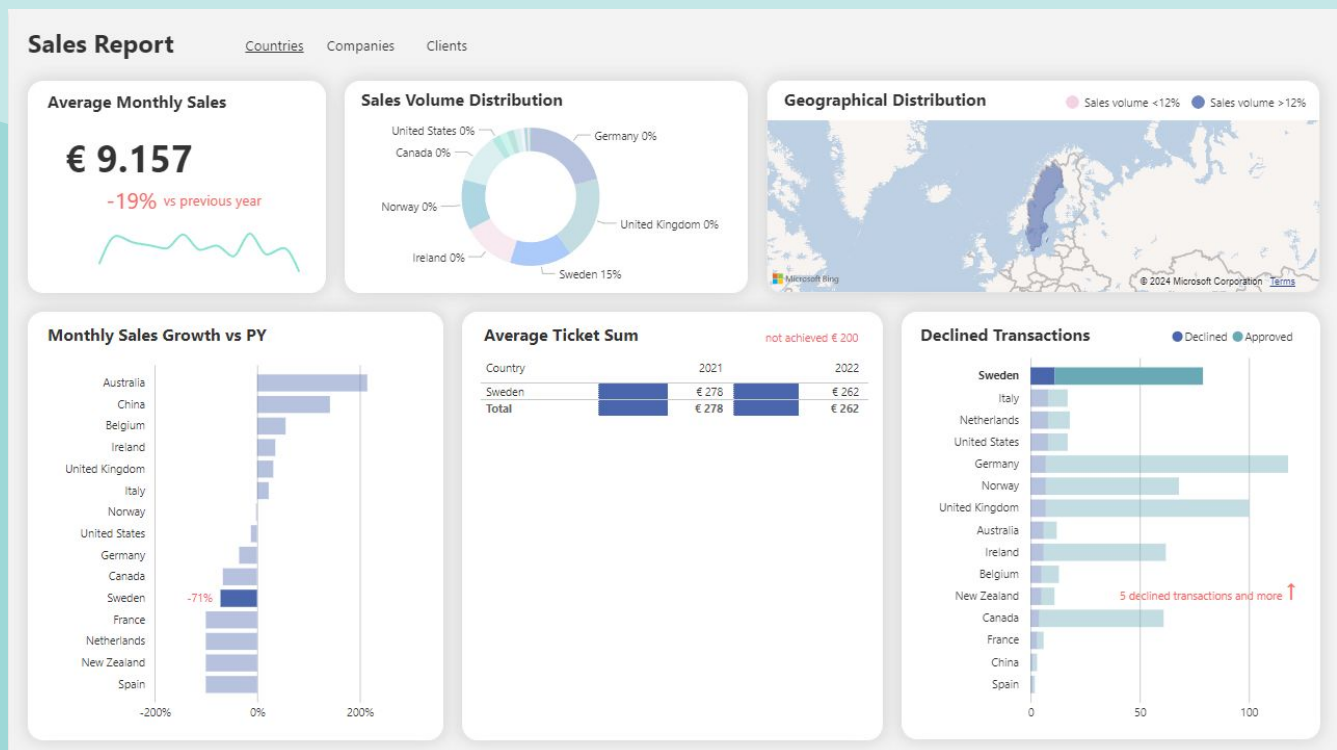 Sales Report
Countries Companies Clients
Average Monthly Sales
€ 9.157
-19% vs previous year
Sales Volume Distribution
United States 0%
Germany 0%
Canada 0%
Norway 0%
United Kingdom 0%
Ireland 0%
Sweden 15%
Geographical Distribution
Sales volume <12% Sales volume >12%
Microsoft Bing
© 2024 Microsoft Corporation Terms
Monthly Sales Growth vs PY
Australia
China
Belgium
Ireland
United Kingdom
Italy
Norway
United States
Germany
Canada
Sweden -71%
France
Netherlands
New Zealand
Spain
-200% 0% 200%
Average Ticket Sum
not achieved € 200
Country 2021 2022
Sweden € 278 € 262
Total € 278 € 262
Declined Transactions
Declined Approved
Sweden
Italy
Netherlands
United States
Germany
Norway
United Kingdom
Australia
Ireland
Belgium
New Zealand 5 declined transactions and more ↑
Canada
France
China
Spain
0 50 100